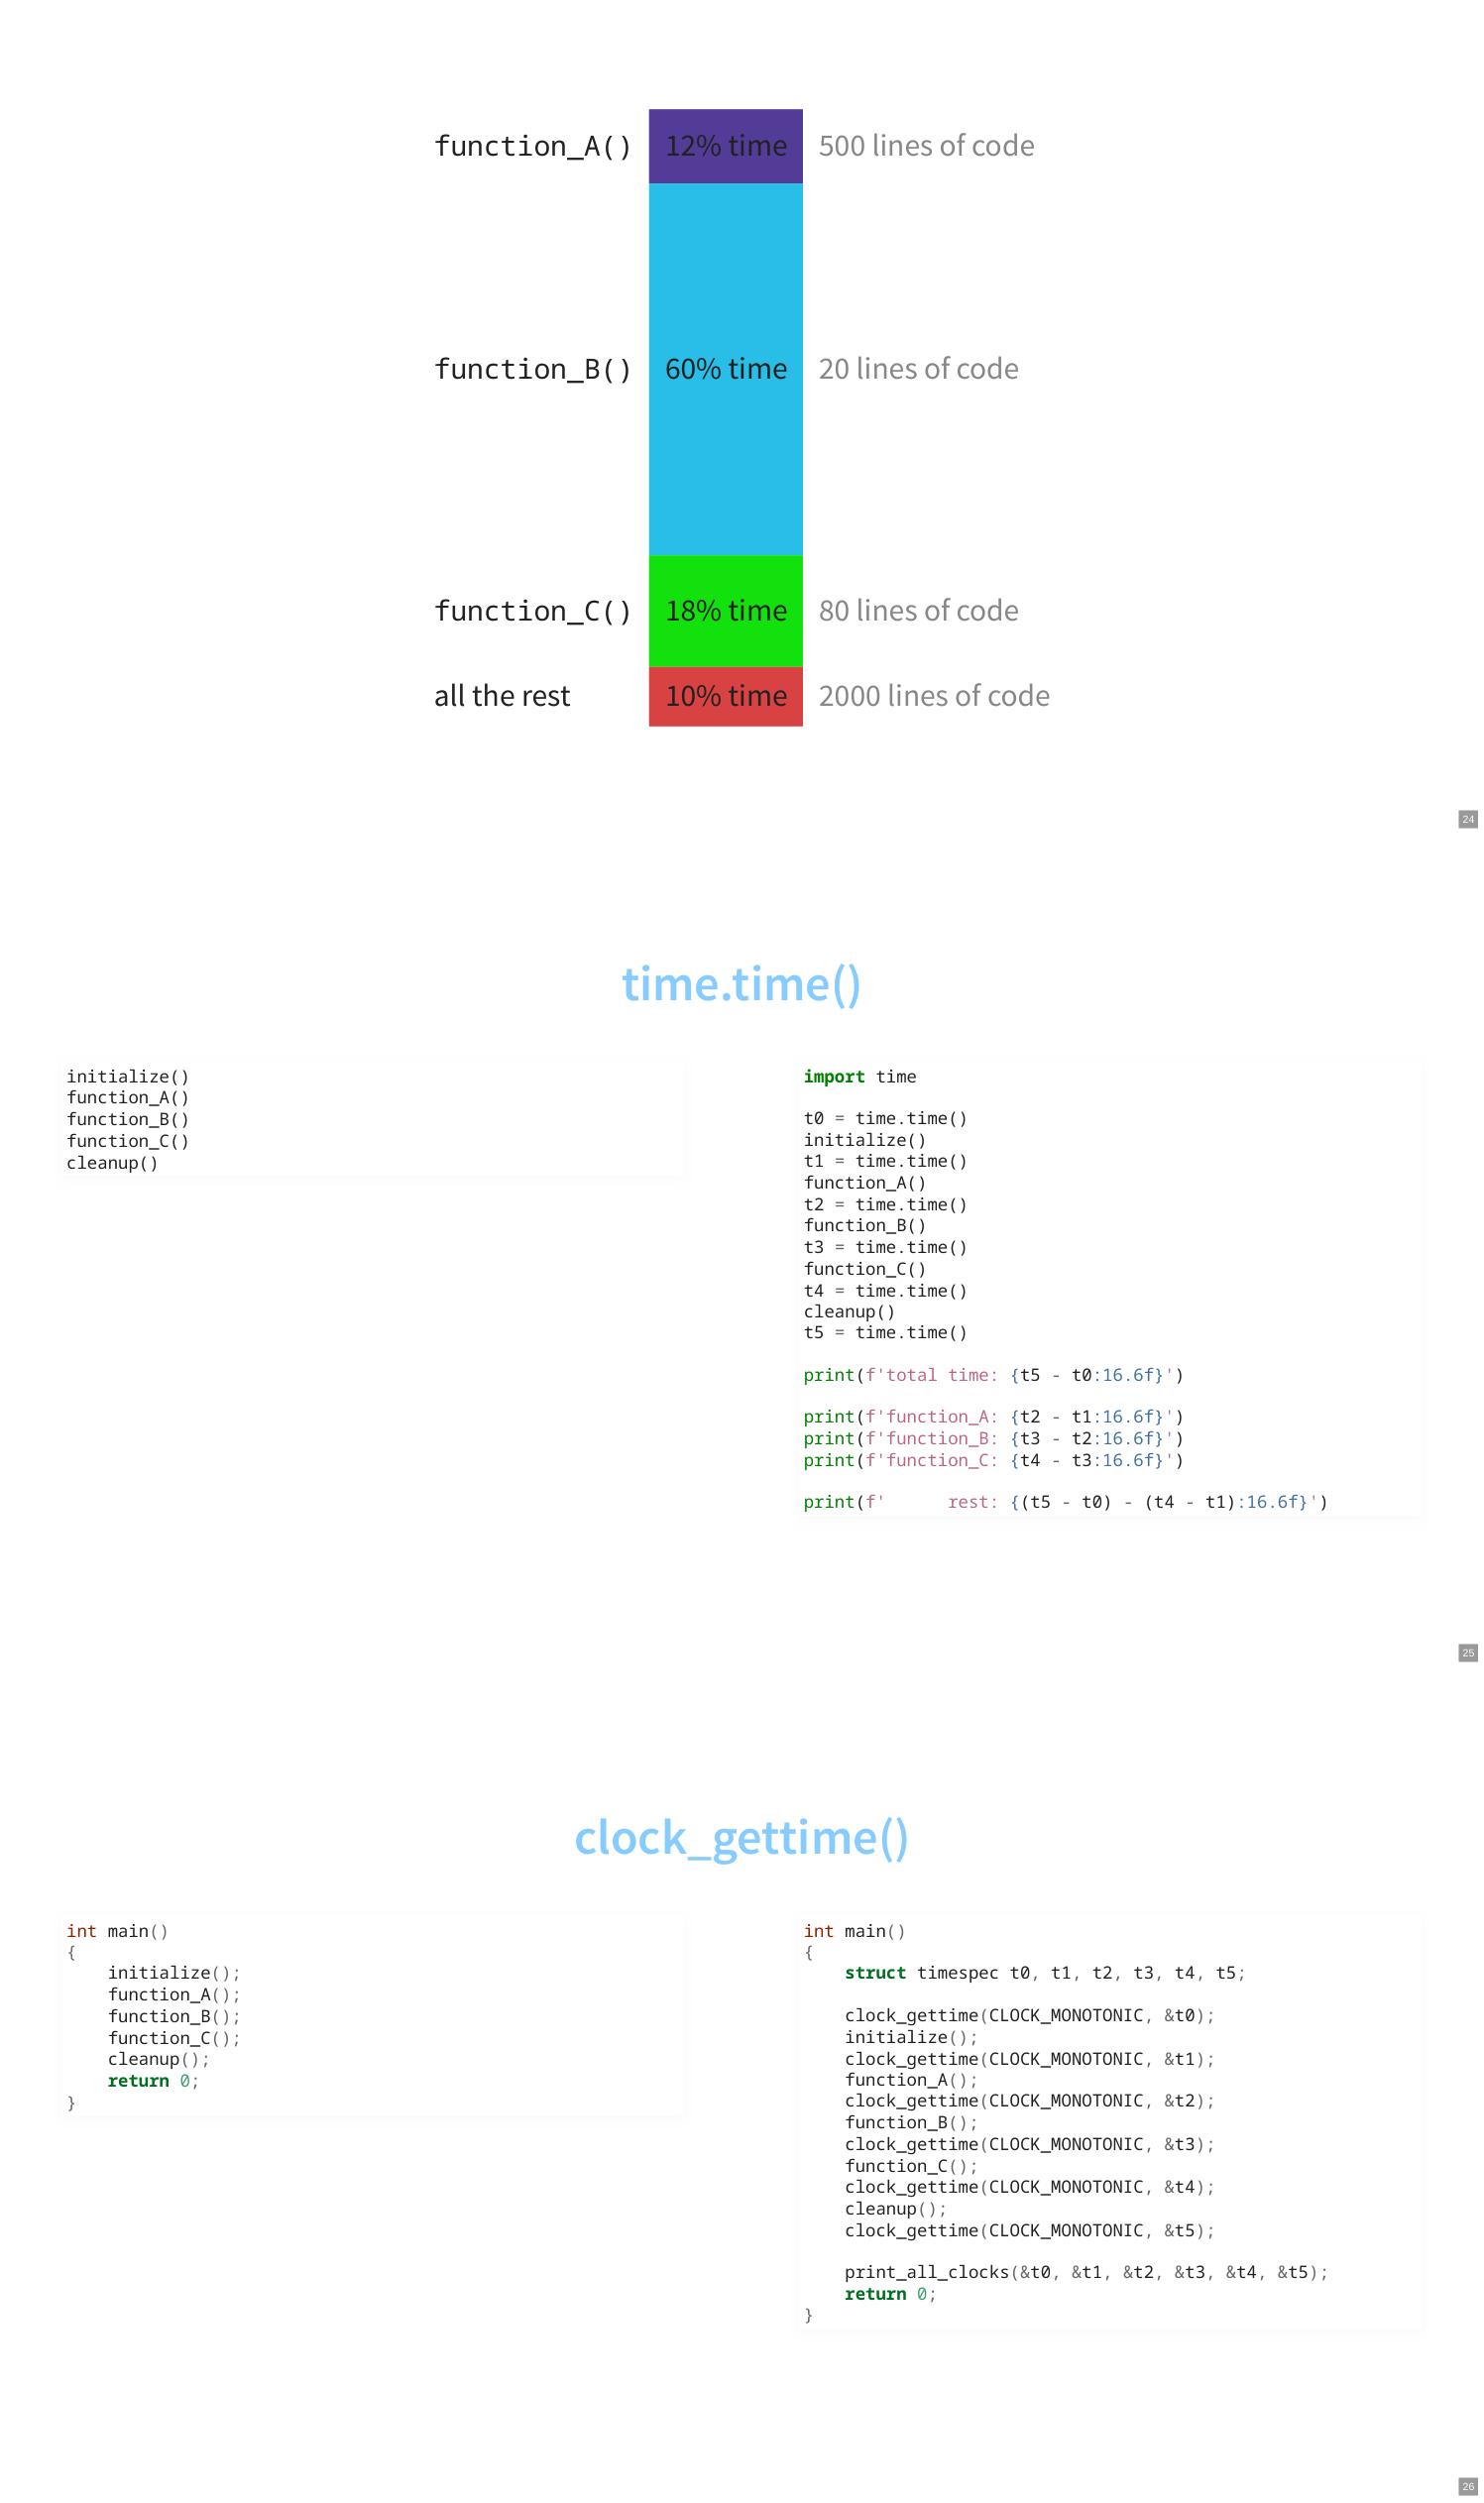 function_A() 12% time 500 lines of code
function_B() 60% time 20 lines of code
function_C() 18% time 80 lines of code
all the rest 10% time 2000 lines of code
24
time.time()
initialize()
function_A()
function_B()
function_C()
cleanup()
import time
t0 = time.time()
initialize()
t1 = time.time()
function_A()
t2 = time.time()
function_B()
t3 = time.time()
function_C()
t4 = time.time()
cleanup()
t5 = time.time()
print(f'total time: {t5 - t0:16.6f}')
print(f'function_A: {t2 - t1:16.6f}')
print(f'function_B: {t3 - t2:16.6f}')
print(f'function_C: {t4 - t3:16.6f}')
print(f'      rest: {(t5 - t0) - (t4 - t1):16.6f}')
25
clock_gettime()
int main()
{
    initialize();
    function_A();
    function_B();
    function_C();
    cleanup();
    return 0;
}
int main()
{
    struct timespec t0, t1, t2, t3, t4, t5;
    clock_gettime(CLOCK_MONOTONIC, &t0);
    initialize();
    clock_gettime(CLOCK_MONOTONIC, &t1);
    function_A();
    clock_gettime(CLOCK_MONOTONIC, &t2);
    function_B();
    clock_gettime(CLOCK_MONOTONIC, &t3);
    function_C();
    clock_gettime(CLOCK_MONOTONIC, &t4);
    cleanup();
    clock_gettime(CLOCK_MONOTONIC, &t5);
    print_all_clocks(&t0, &t1, &t2, &t3, &t4, &t5);
    return 0;
}
26